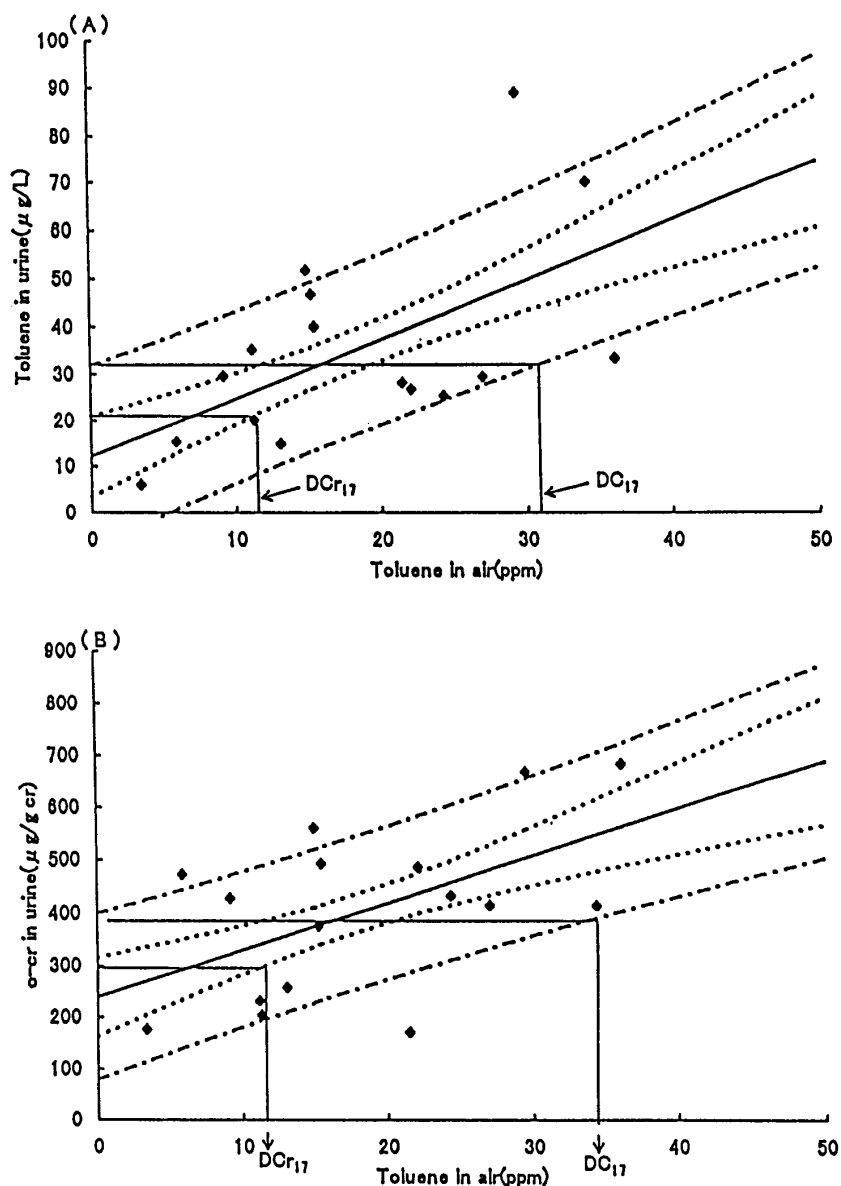 (A)
100
90
80
70
60
50
40
30
20
10
0
Toluene in urine(μg/L)
DCr17
DC17
0 10 20 30 40 50
Toluene in air(ppm)
(B)
900
800
700
600
500
400
300
200
100
0
o-cr in urine(μg/g cr)
0 10 20 30 40 50
DCr17
DC17
Toluene in air(ppm)